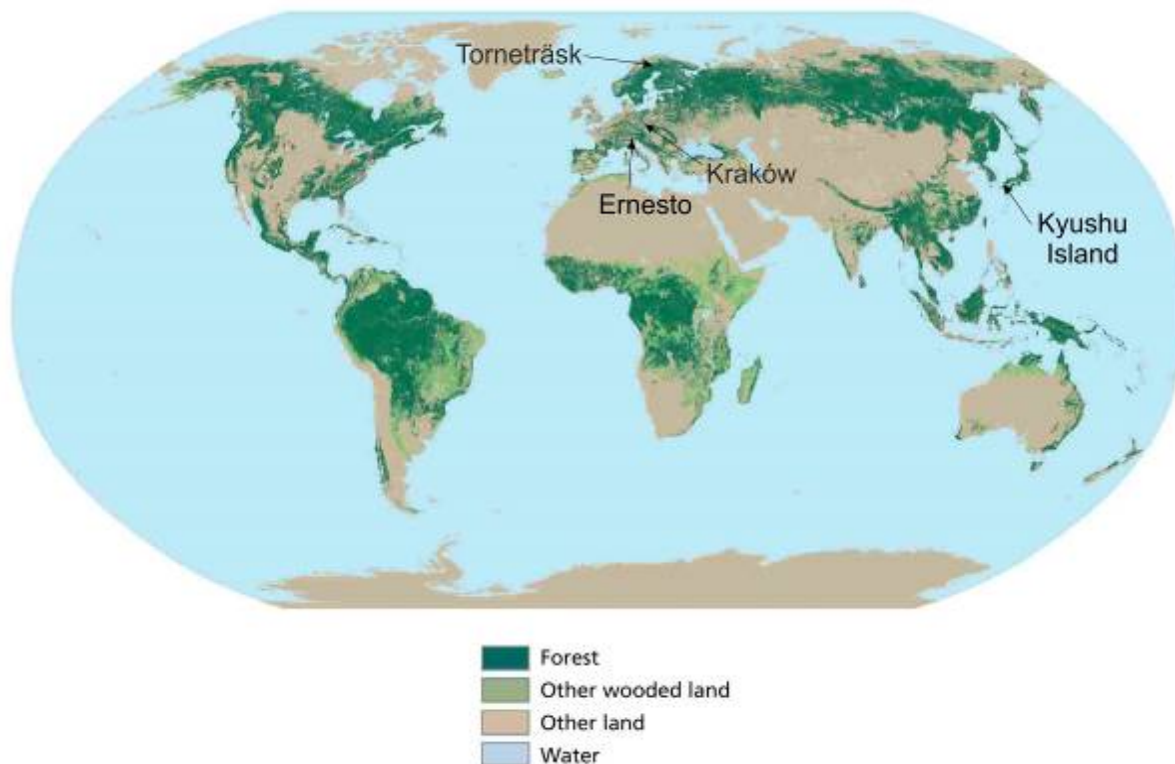 Torneträsk
Kraków
Ernesto
Kyushu
Island
Forest
Other wooded land
Other land
Water